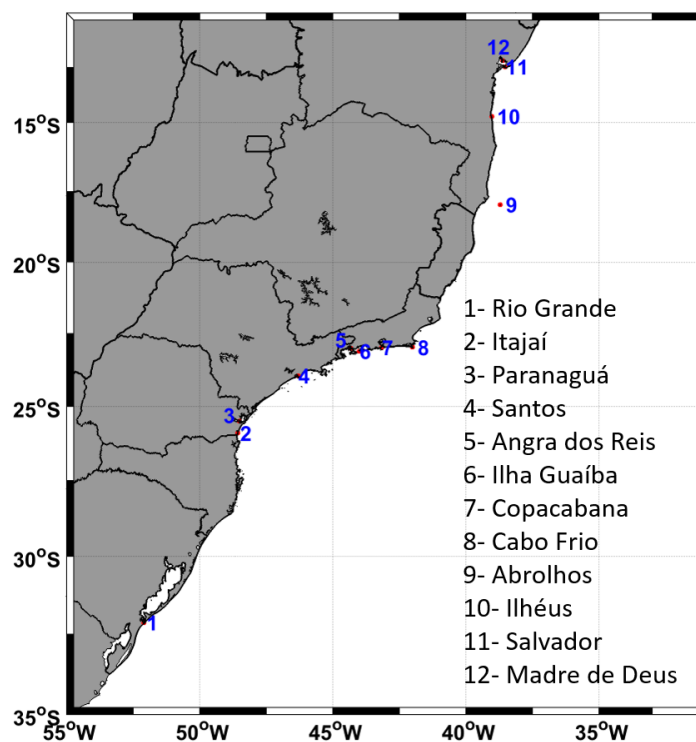 12
11
15°S
10
9
20°S
1- Rio Grande
2- Itajaí
3- Paranaguá
4- Santos
5- Angra dos Reis
6- Ilha Guaíba
7- Copacabana
8- Cabo Frio
9- Abrolhos
10- Ilhéus
11- Salvador
12- Madre de Deus
5
6
7
8
4
25°S
3
2
30°S
1
35°S
55°W
50°W
45°W
40°W
35°W